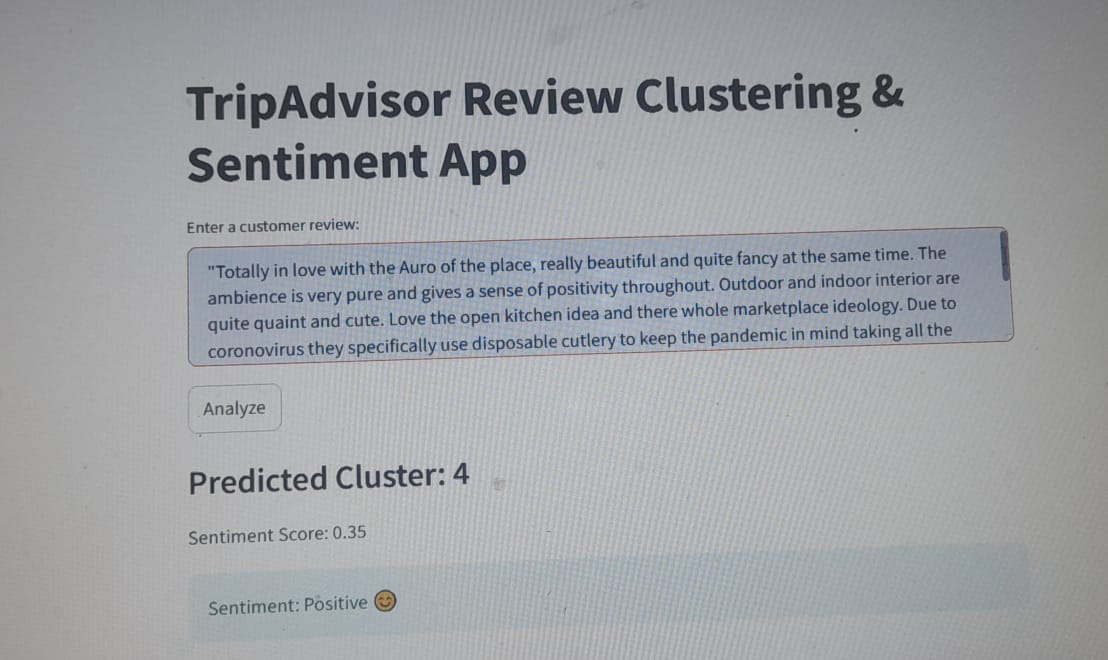 TripAdvisor Review Clustering &
Sentiment App
Enter a customer review:
"Totally in love with the Auro of the place, really beautiful and quite fancy at the same time. The
ambience is very pure and gives a sense of positivity throughout. Outdoor and indoor interior are
quite quaint and cute. Love the open kitchen idea and there whole marketplace ideology. Due to
coronovirus they specifically use disposable cutlery to keep the pandemic in mind taking all the
Analyze
Predicted Cluster: 4
Sentiment Score: 0.35
Sentiment: Positive 😊